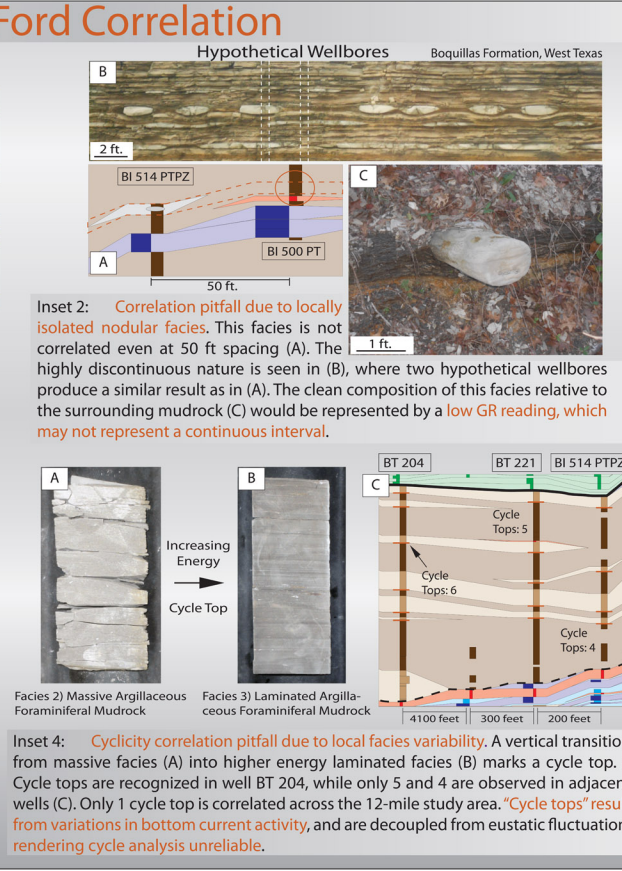 Ford Correlation
Hypothetical Wellbores
Boquillas Formation, West Texas
B
2 ft.
BI 514 PTPZ
BI 500 PT
A
50 ft.
C
1 ft.
Inset 2: Correlation pitfall due to locally
isolated nodular facies. This facies is not
correlated even at 50 ft spacing (A). The
highly discontinuous nature is seen in (B), where two hypothetical wellbores
produce a similar result as in (A). The clean composition of this facies relative to
the surrounding mudrock (C) would be represented by a low GR reading, which
may not represent a continuous interval.
A
Increasing
Energy
Cycle Top
B
Facies 2) Massive Argillaceous
Foraminiferal Mudrock
Facies 3) Laminated Argilla-
ceous Foraminiferal Mudrock
BT 204
BT 221
BI 514 PTPZ
C
Cycle
Tops: 5
Cycle
Tops: 6
Cycle
Tops: 4
4100 feet
300 feet
200 feet
Inset 4: Cyclicity correlation pitfall due to local facies variability. A vertical transitio
from massive facies (A) into higher energy laminated facies (B) marks a cycle top.
Cycle tops are recognized in well BT 204, while only 5 and 4 are observed in adjacen
wells (C). Only 1 cycle top is correlated across the 12-mile study area. "Cycle tops" resu
from variations in bottom current activity, and are decoupled from eustatic fluctuation
rendering cycle analysis unreliable.